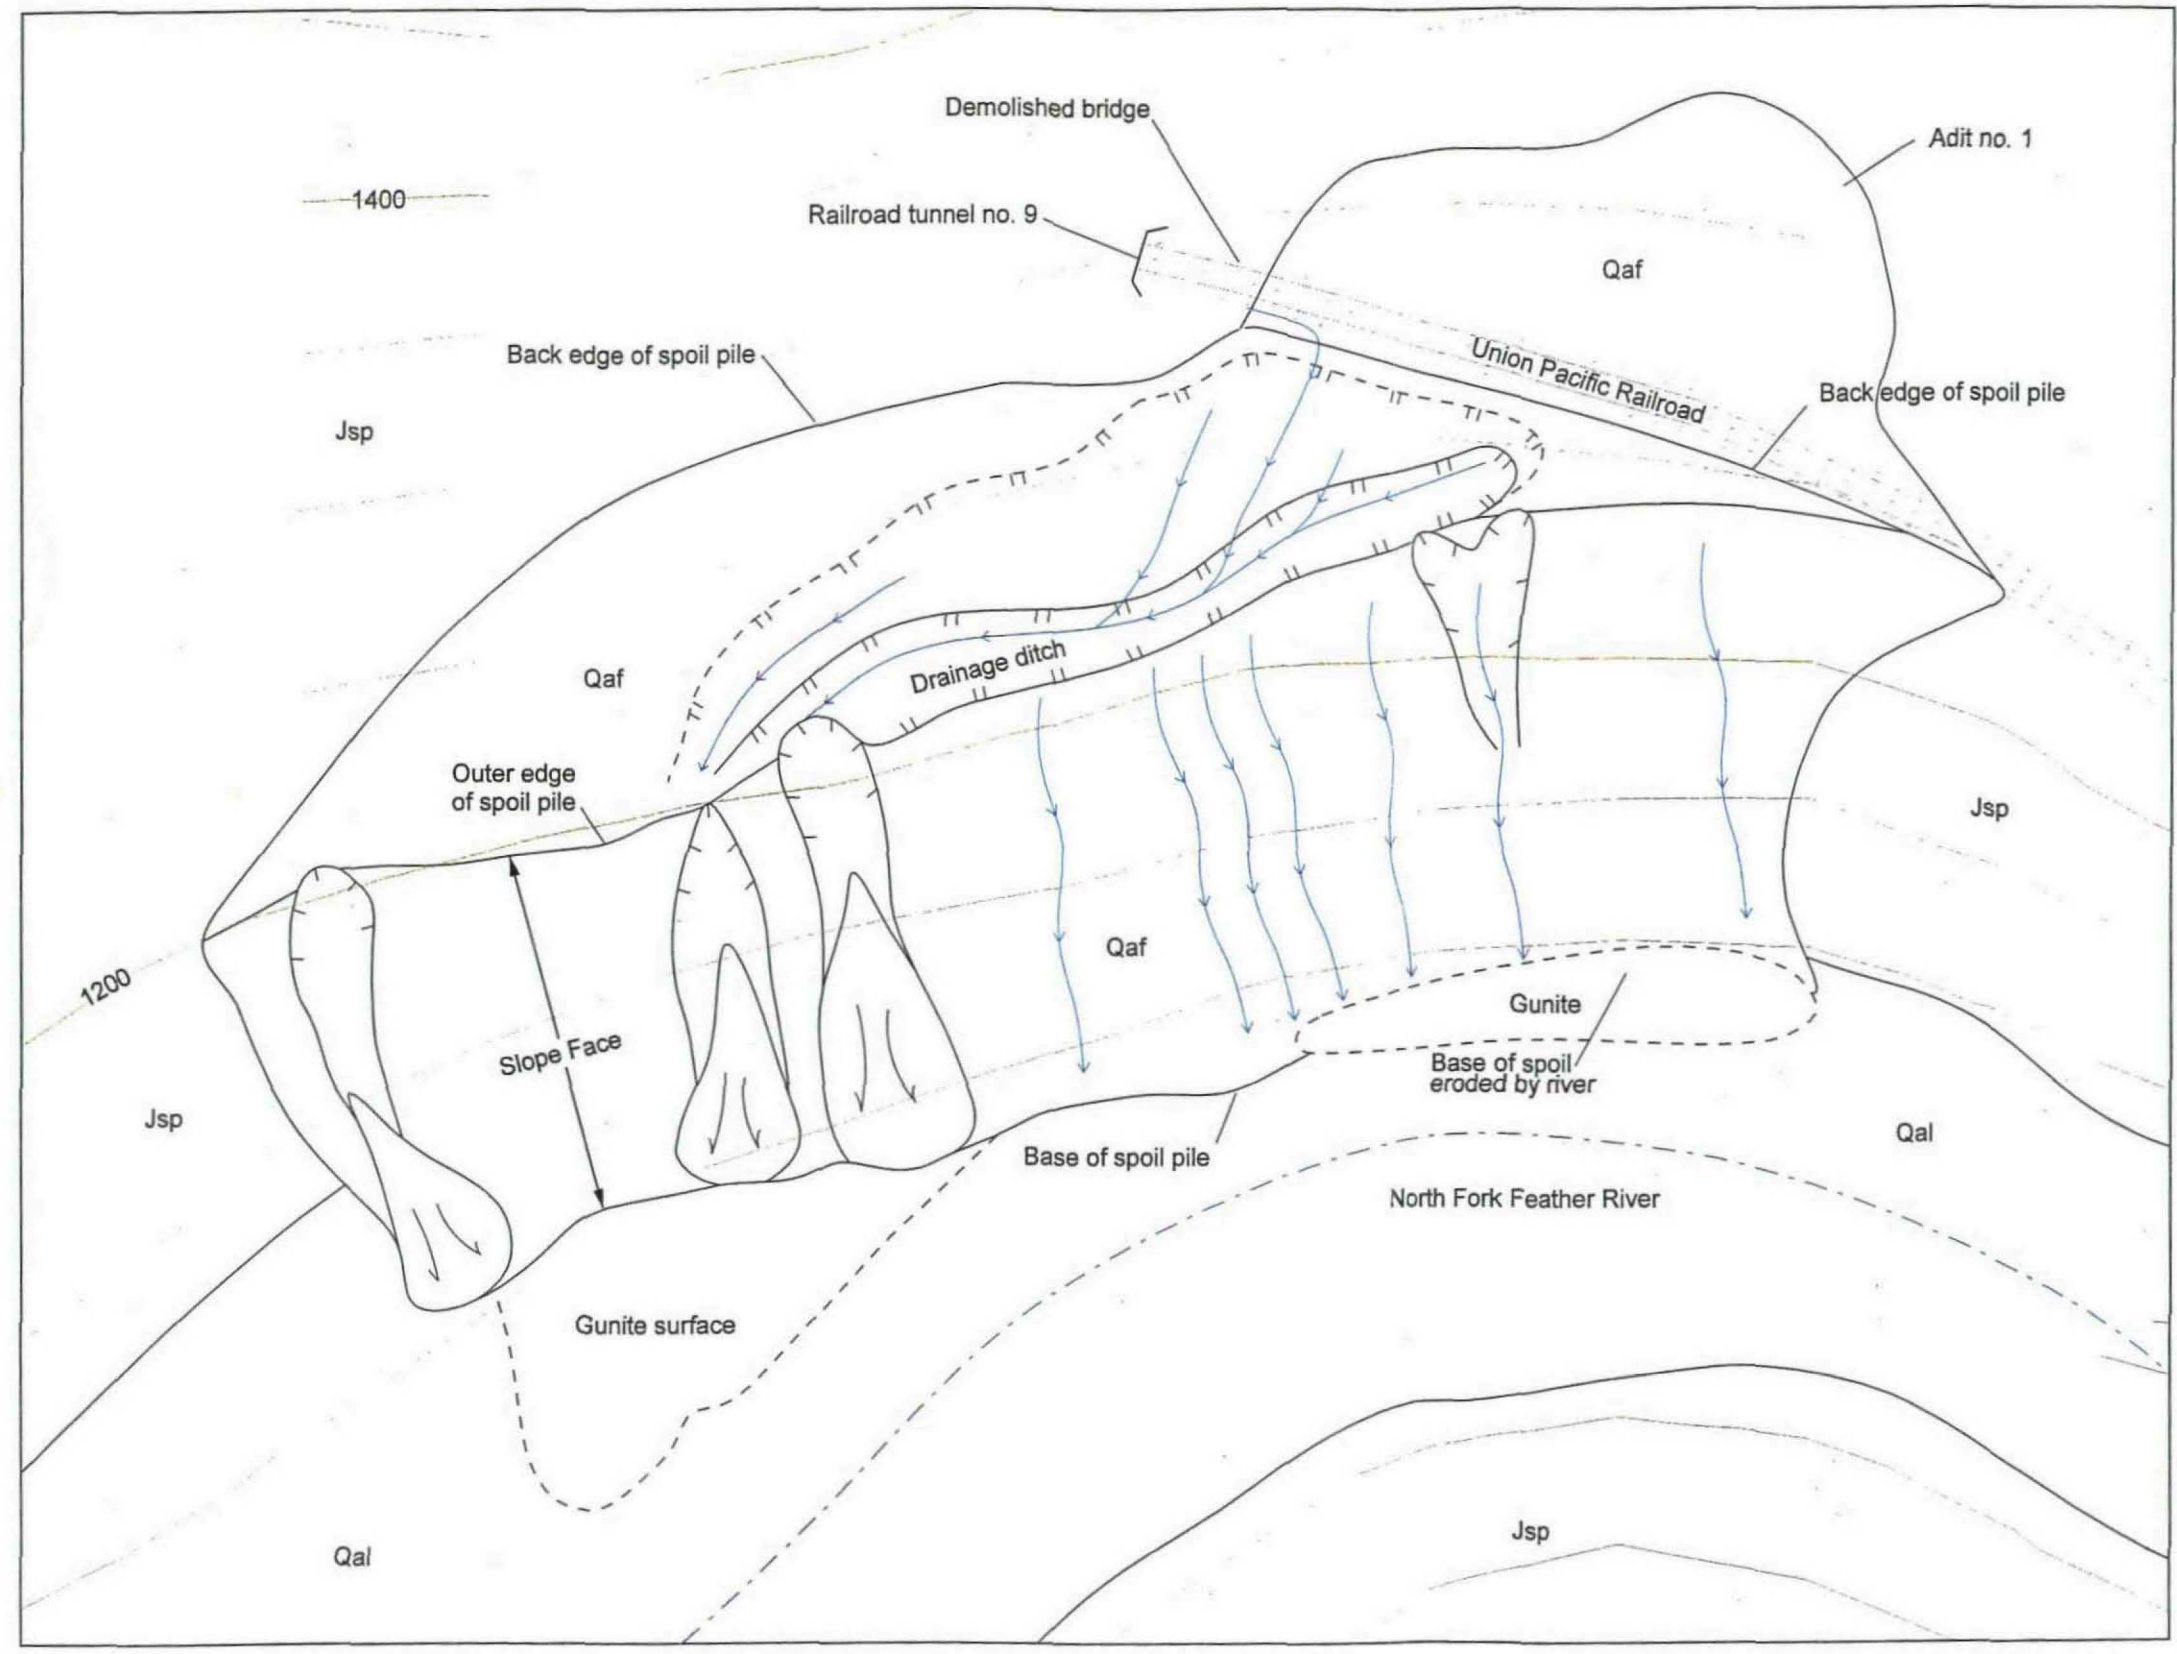 Demolished bridge
Adit no. 1
1400
Railroad tunnel no. 9
Qaf
Union Pacific Railroad
Back edge of spoil pile
Back edge of spoil pile
Jsp
Qaf
Drainage ditch
Outer edge
of spoil pile
Jsp
1200
Qaf
Slope Face
Gunite
Base of spoil
eroded by river
Jsp
Qal
Base of spoil pile
North Fork Feather River
Gunite surface
Jsp
Qal